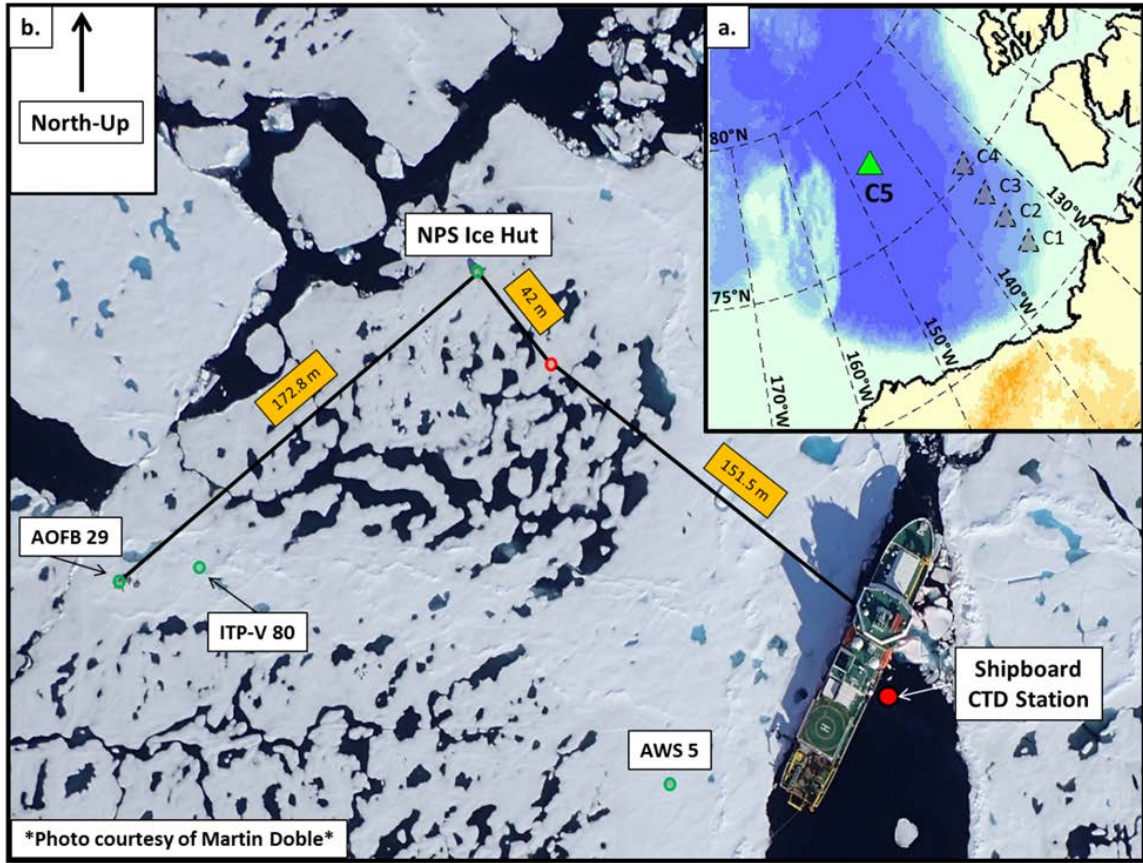 b.
North-Up
NPS Ice Hut
42 m
172.8 m
151.5 m
AOFB 29
ITP-V 80
AWS 5
Shipboard
CTD Station
*Photo courtesy of Martin Doble*
a.
80°N
75°N
C5
C4
C3
C2
C1
130°W
140°W
150°W
160°W
170°W
H